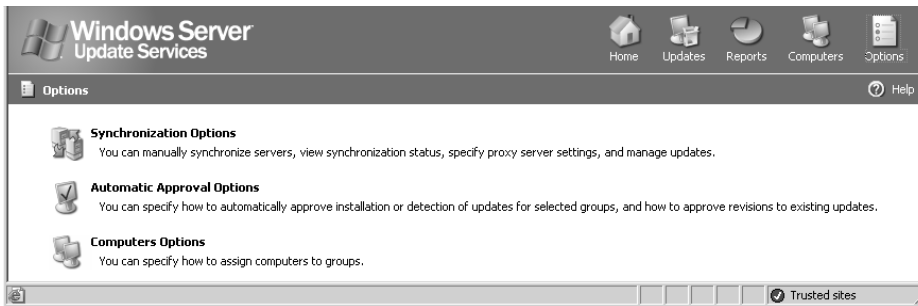 Windows Server
Update Services
Home Updates Reports Computers Options
Options Help
Synchronization Options
You can manually synchronize servers, view synchronization status, specify proxy server settings, and manage updates.
Automatic Approval Options
You can specify how to automatically approve installation or detection of updates for selected groups, and how to approve revisions to existing updates.
Computers Options
You can specify how to assign computers to groups.
Trusted sites